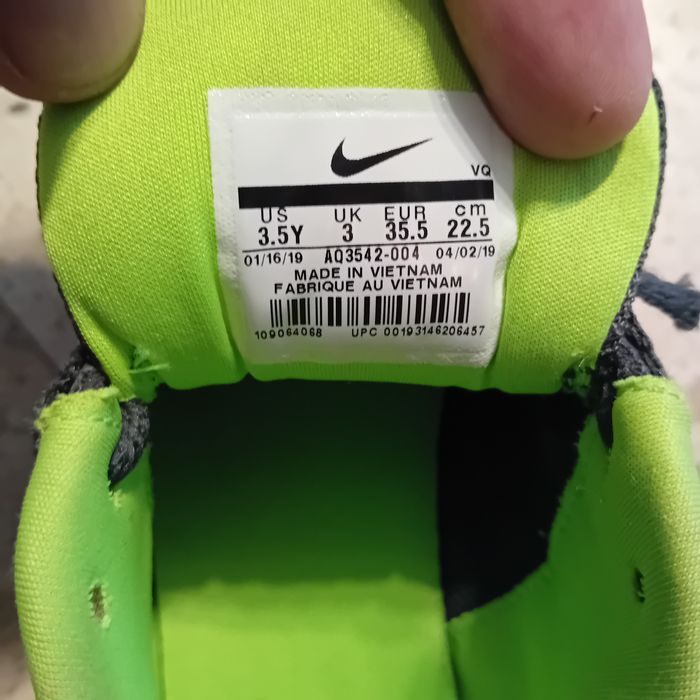 VQ
US UK EUR cm
3.5Y 3 35.5 22.5
01/16/19 AQ3542-004 04/02/19
MADE IN VIETNAM
FABRIQUE AU VIETNAM
109064068 UPC 00193146206457